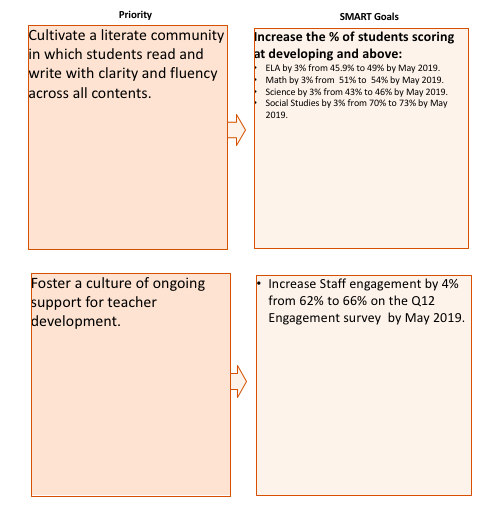 Priority
SMART Goals
Cultivate a literate community
in which students read and
write with clarity and fluency
across all contents.
Increase the % of students scoring
at developing and above:
• ELA by 3% from 45.9% to 49% by May 2019.
• Math by 3% from  51% to  54% by May 2019.
• Science by 3% from 43% to 46% by May 2019.
• Social Studies by 3% from 70% to 73% by May
2019.
Foster a culture of ongoing
support for teacher
development.
• Increase Staff engagement by 4%
from 62% to 66% on the Q12
Engagement survey  by May 2019.